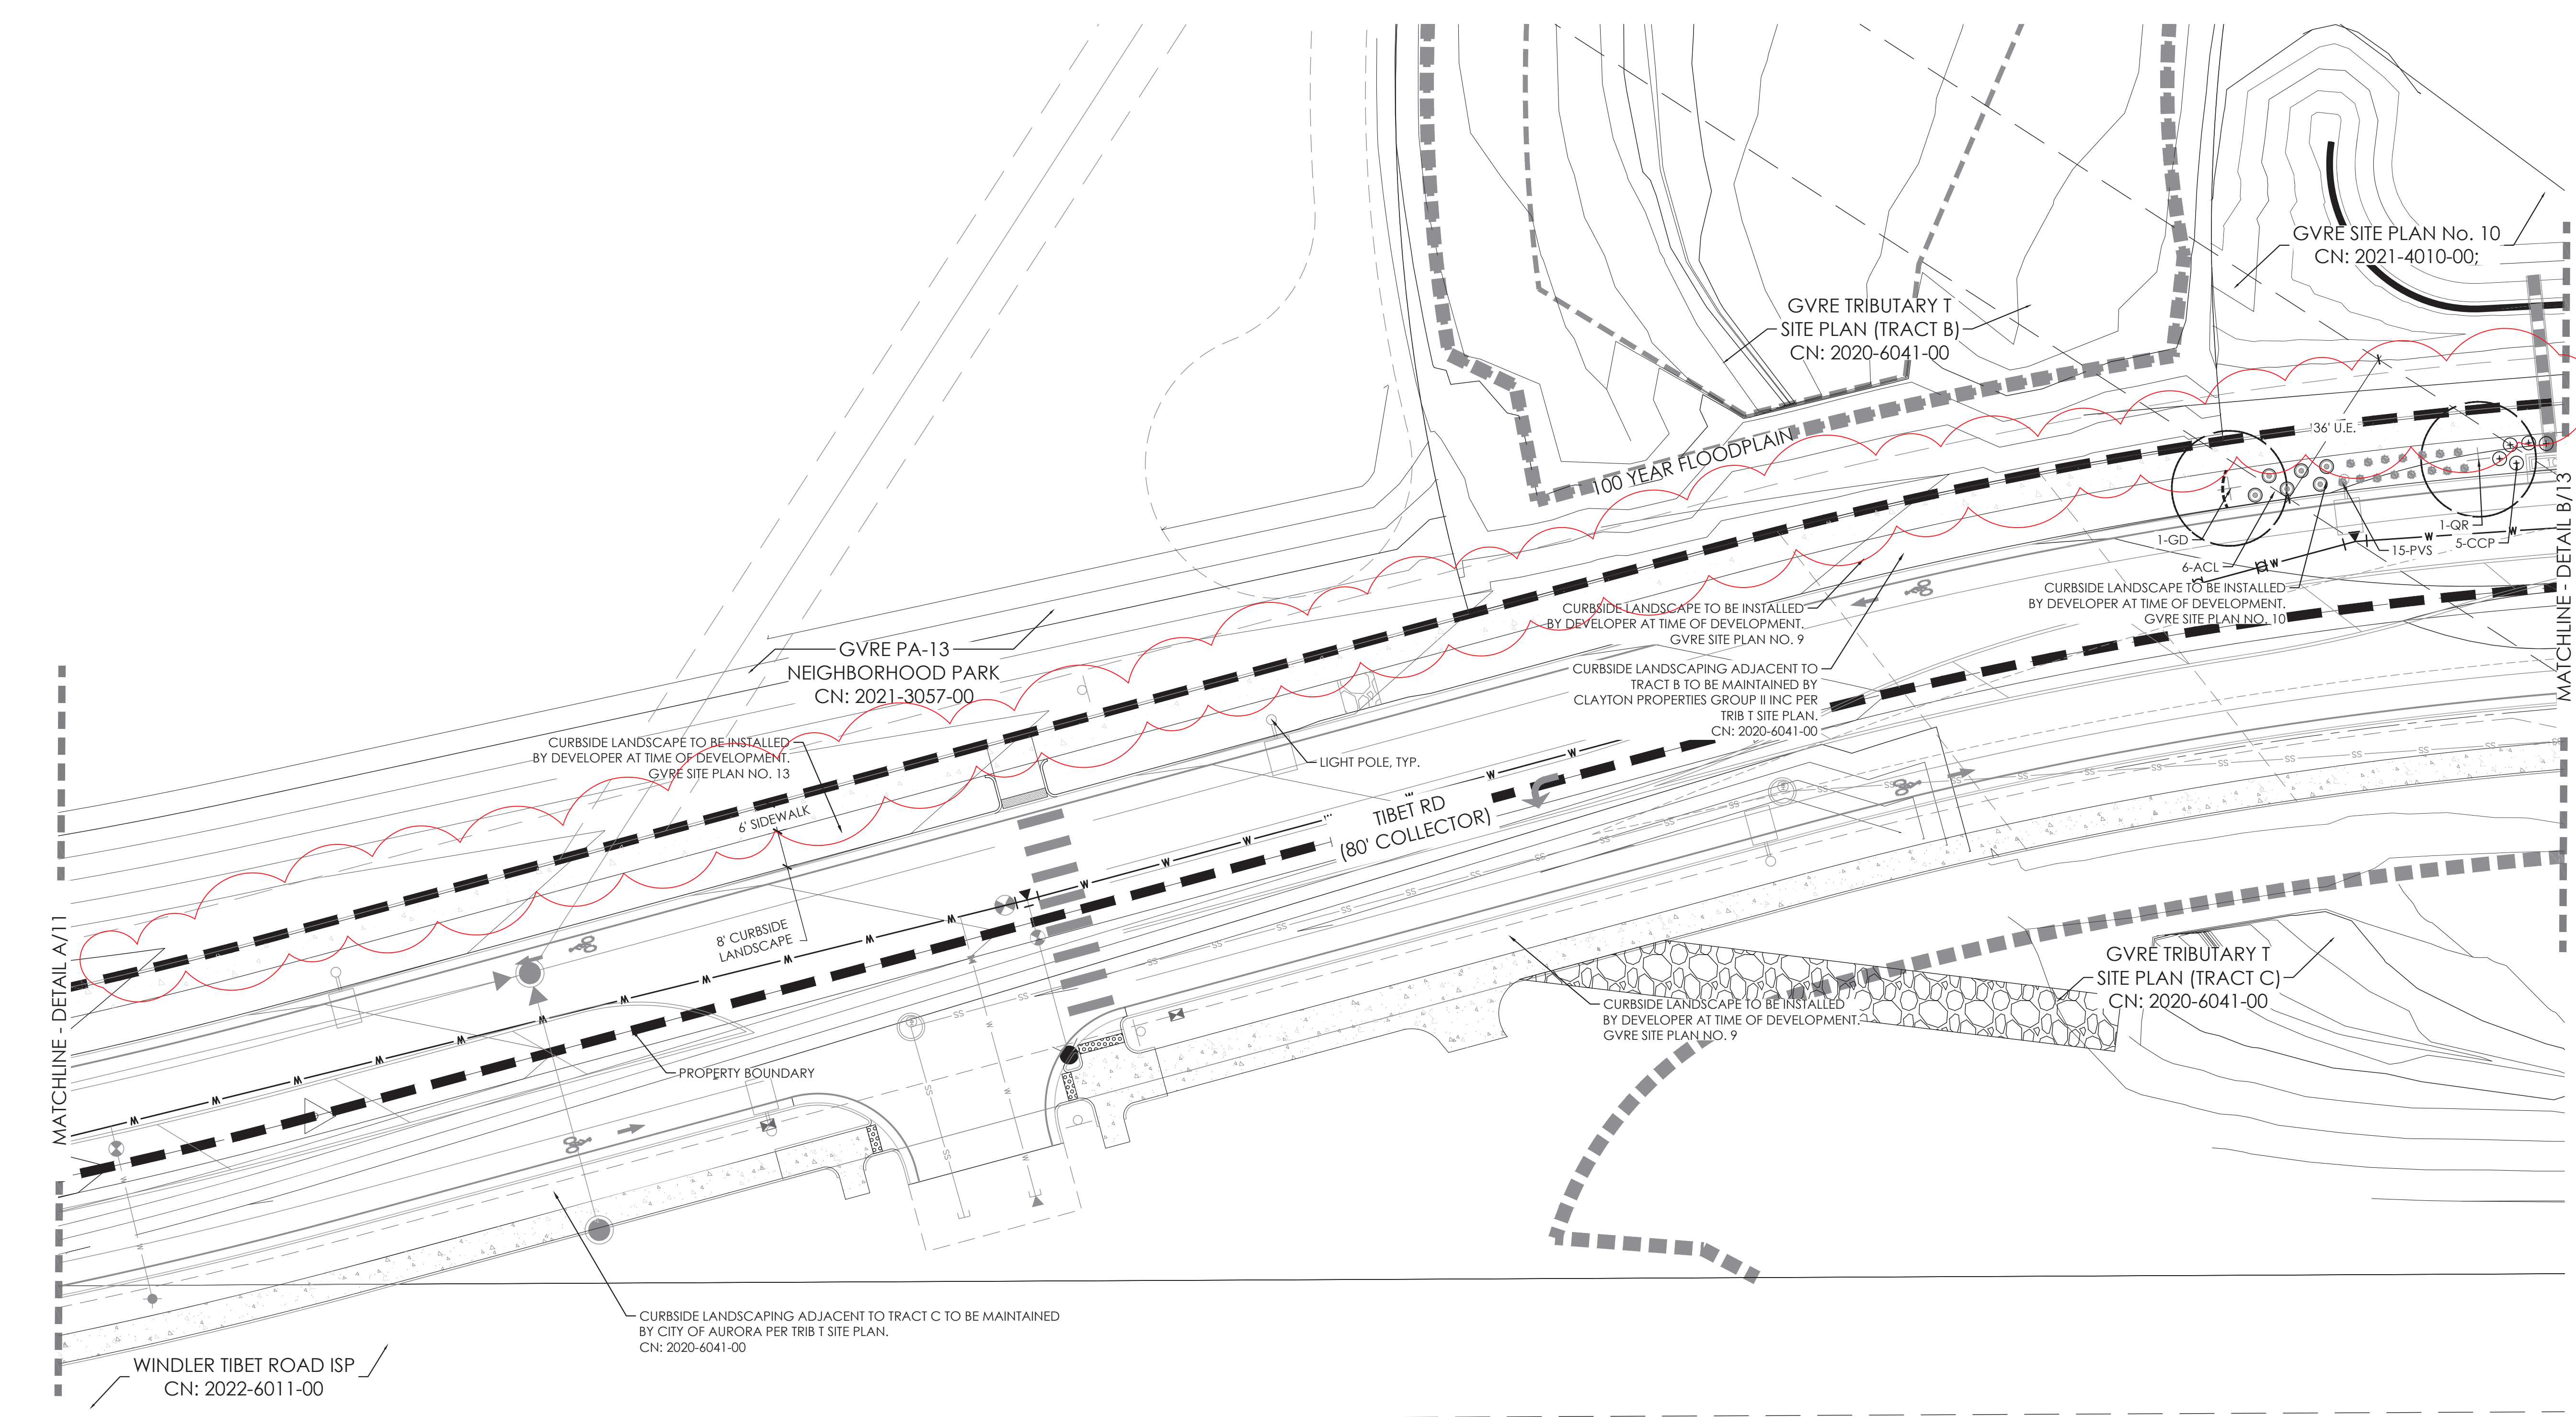 GVRE SITE PLAN No. 10
CN: 2021-4010-00;
GVRE TRIBUTARY T
SITE PLAN (TRACT B)
CN: 2020-6041-00
36' U.E.
100 YEAR FLOODPLAIN
MATCHLINE - DETAIL B/13
1-QR
5-CCP
15-PVS
1-GD
6-ACL
CURBSIDE LANDSCAPE TO BE INSTALLED
BY DEVELOPER AT TIME OF DEVELOPMENT.
GVRE SITE PLAN NO. 10
CURBSIDE LANDSCAPE TO BE INSTALLED
BY DEVELOPER AT TIME OF DEVELOPMENT.
GVRE SITE PLAN NO. 9
CURBSIDE LANDSCAPING ADJACENT TO
TRACT B TO BE MAINTAINED BY
CLAYTON PROPERTIES GROUP II INC PER
TRIB T SITE PLAN.
CN: 2020-6041-00
GVRE PA-13
NEIGHBORHOOD PARK
CN: 2021-3057-00
CURBSIDE LANDSCAPE TO BE INSTALLED
BY DEVELOPER AT TIME OF DEVELOPMENT.
GVRE SITE PLAN NO. 13
6' SIDEWALK
LIGHT POLE, TYP.
TIBET RD
(80' COLLECTOR)
8' CURBSIDE
LANDSCAPE
MATCHLINE - DETAIL A/11
PROPERTY BOUNDARY
GVRE TRIBUTARY T
SITE PLAN (TRACT C)
CN: 2020-6041-00
CURBSIDE LANDSCAPE TO BE INSTALLED
BY DEVELOPER AT TIME OF DEVELOPMENT.
GVRE SITE PLAN NO. 9
CURBSIDE LANDSCAPING ADJACENT TO TRACT C TO BE MAINTAINED
BY CITY OF AURORA PER TRIB T SITE PLAN.
CN: 2020-6041-00
WINDLER TIBET ROAD ISP
CN: 2022-6011-00